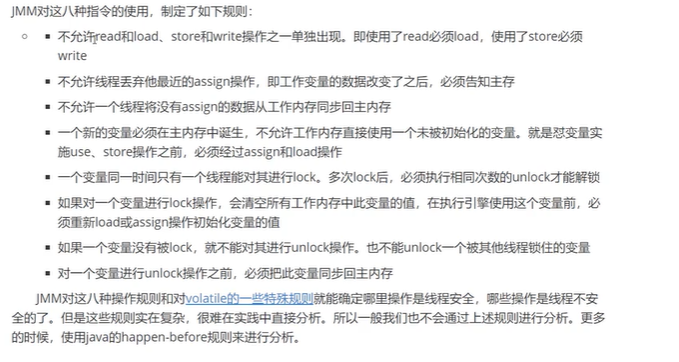 JMM对这八种指令的使用，制定了如下规则：
不允许read和load、store和write操作之一单独出现。即使用了read必须load，使用了store必须
write
不允许线程丢弃他最近的assign操作，即工作变量的数据改变了之后，必须告知主存
不允许一个线程将没有assign的数据从工作内存同步回主内存
一个新的变量必须在主内存中诞生，不允许工作内存直接使用一个未被初始化的变量。就是怼变量实
施use、store操作之前，必须经过assign和load操作
一个变量同一时间只有一个线程能对其进行lock。多次lock后，必须执行相同次数的unlock才能解锁
如果对一个变量进行lock操作，会清空所有工作内存中此变量的值，在执行引擎使用这个变量前，必
须重新load或assign操作初始化变量的值
如果一个变量没有被lock，就不能对其进行unlock操作。也不能unlock一个被其他线程锁住的变量
对一个变量进行unlock操作之前，必须把此变量同步回主内存
JMM对这八种操作规则和对volatile的一些特殊规则就能确定哪里操作是线程安全，哪些操作是线程不安
全的了。但是这些规则实在复杂，很难在实践中直接分析。所以一般我们也不会通过上述规则进行分析。更多
的时候，使用java的happen-before规则来进行分析。